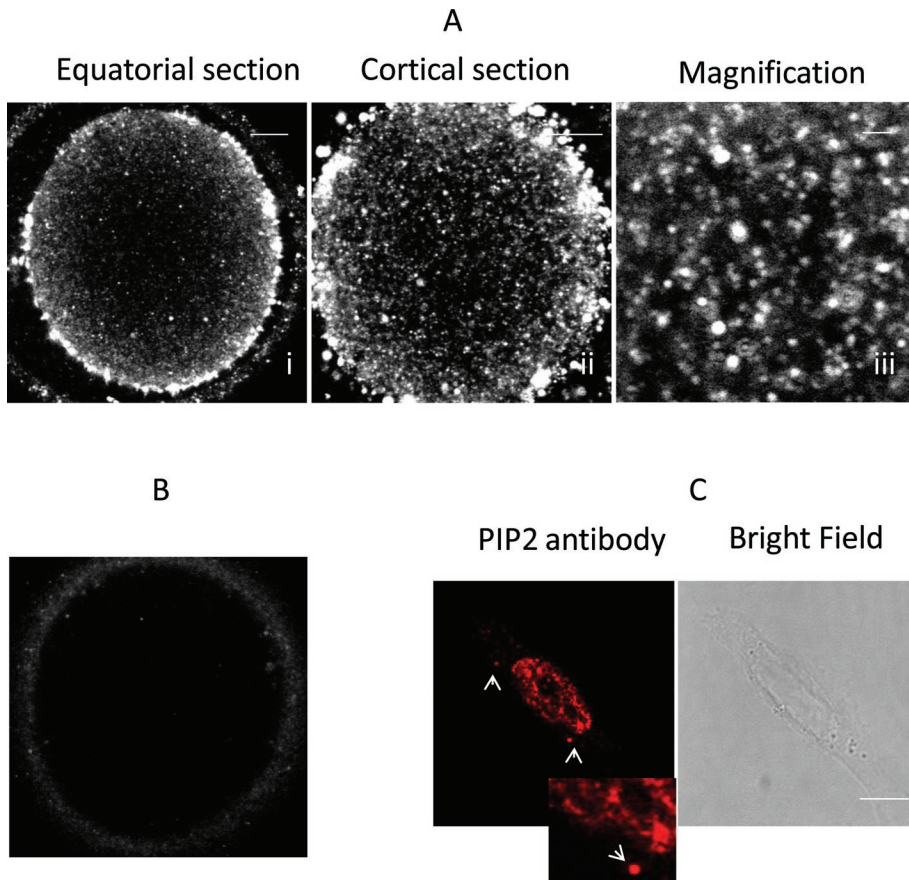 A
Equatorial section
Cortical section
Magnification
i
ii
iii
B
C
PIP2 antibody
Bright Field